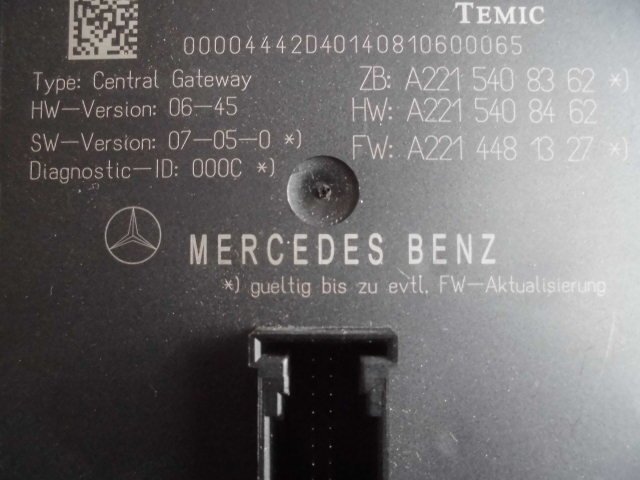 TEMIC
00004442D40140810600065
Type: Central Gateway
ZB: A221 540 83 62 *)
HW-Version: 06-45
HW: A221 540 84 62
SW-Version: 07-05-0 *)
FW: A221 448 13 27 *)
Diagnostic-ID: 000C *)
MERCEDES BENZ
*) gueltig bis zu evtl. FW-Aktualisierung